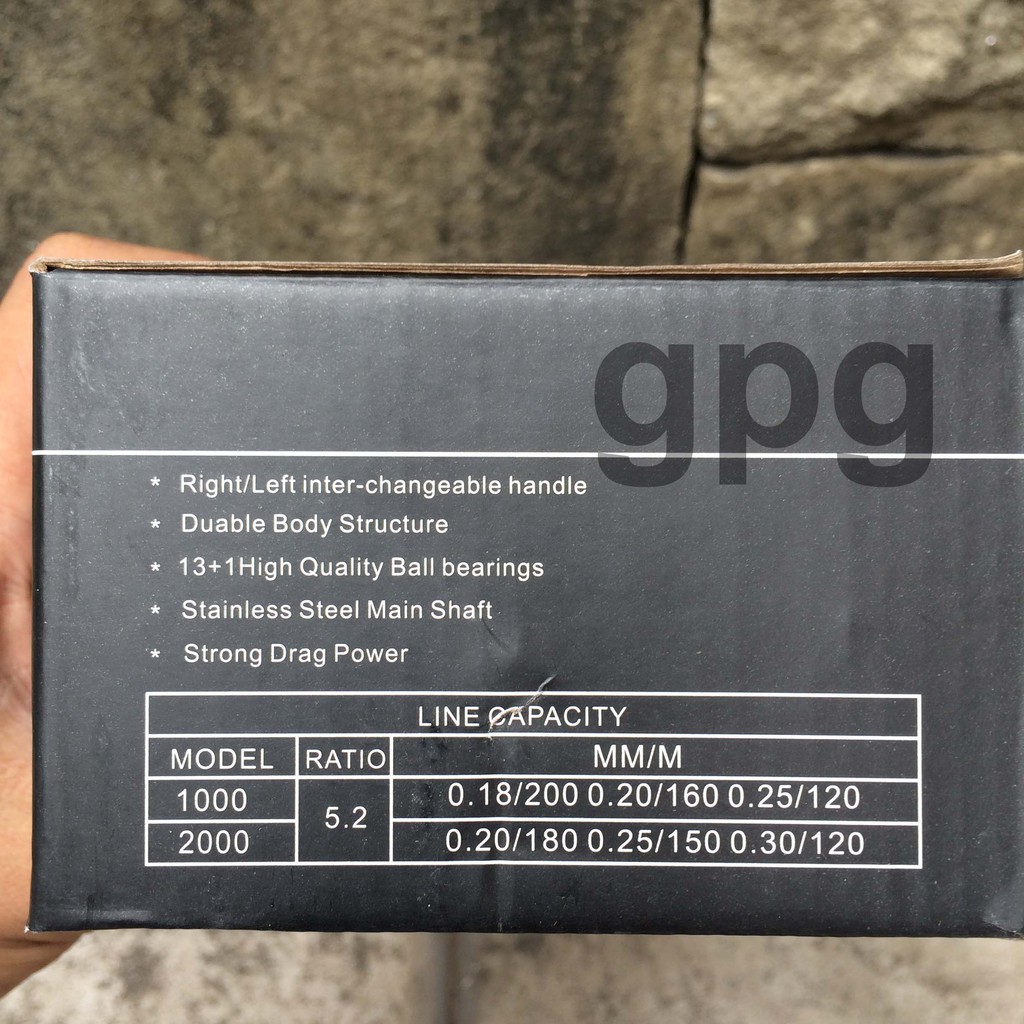 gpg
* Right/Left inter-changeable handle
* Duable Body Structure
* 13+1High Quality Ball bearings
* Stainless Steel Main Shaft
* Strong Drag Power
LINE CAPACITY
MODEL RATIO MM/M
1000 5.2 0.18/200 0.20/160 0.25/120
2000 0.20/180 0.25/150 0.30/120